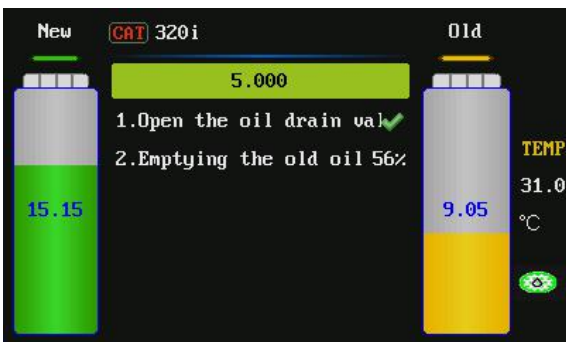 New
CAT 320i
Old
5.000
1.Open the oil drain val
2.Emptying the old oil 56%
TEMP
31.0
15.15
9.05
°C